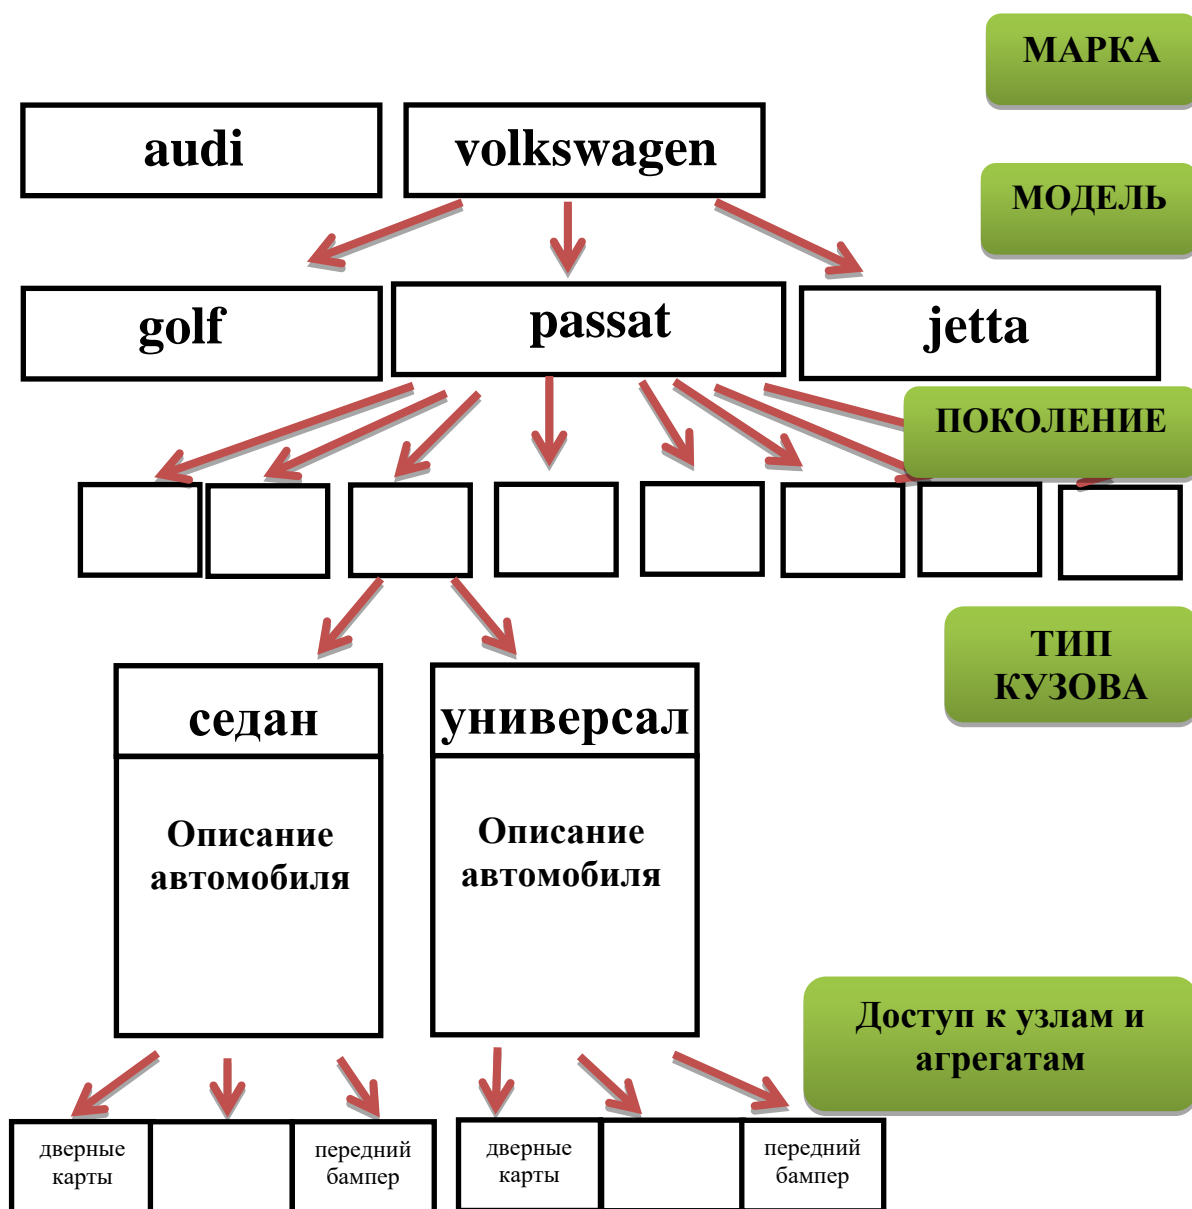 МАРКА
audi
volkswagen
МОДЕЛЬ
golf
passat
jetta
ПОКОЛЕНИЕ
ТИП
КУЗОВА
седан
универсал
Описание
автомобиля
Описание
автомобиля
Доступ к узлам и
агрегатам
дверные
карты
передний
бампер
дверные
карты
передний
бампер